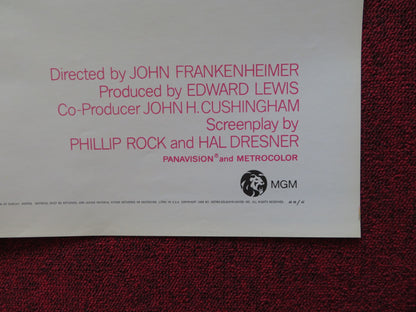 Directed by JOHN FRANKENHEIMER
Produced by EDWARD LEWIS
Co-Producer JOHN H. CUSHINGHAM
Screenplay by
PHILLIP ROCK and HAL DRESNER
PANAVISION® and METROCOLOR
MGM